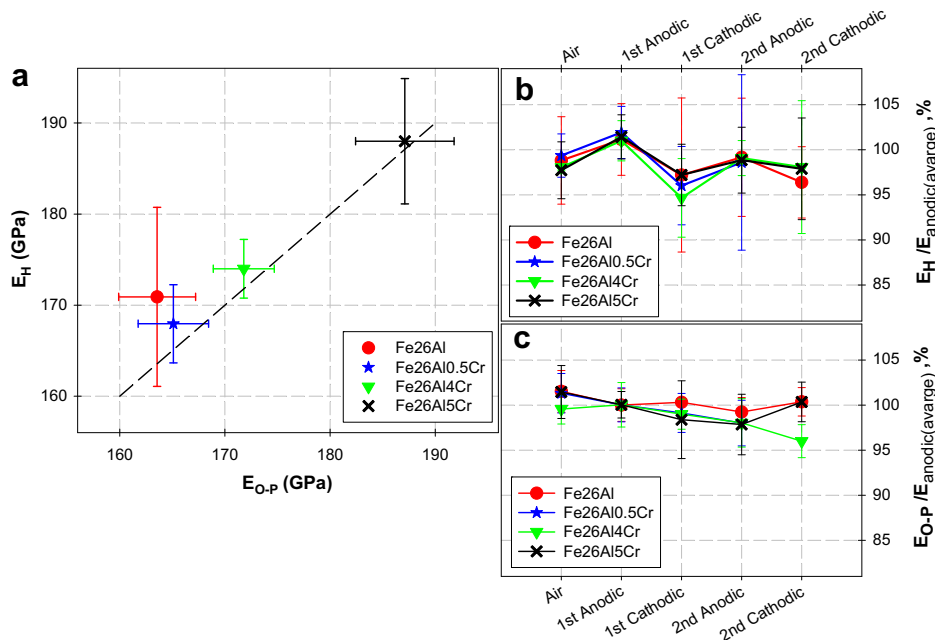 a
190
180
170
160
E_H (GPa)
Fe26Al
Fe26Al0.5Cr
Fe26Al4Cr
Fe26Al5Cr
160 170 180 190
E_O-P (GPa)
Air 1st Anodic 1st Cathodic 2nd Anodic 2nd Cathodic
b
105
100
95
90
85
E_H /E_anodic(avarge) ,%
Fe26Al
Fe26Al0.5Cr
Fe26Al4Cr
Fe26Al5Cr
c
105
100
95
90
85
E_O-P /E_anodic(avarge) ,%
Fe26Al
Fe26Al0.5Cr
Fe26Al4Cr
Fe26Al5Cr
Air 1st Anodic 1st Cathodic 2nd Anodic 2nd Cathodic